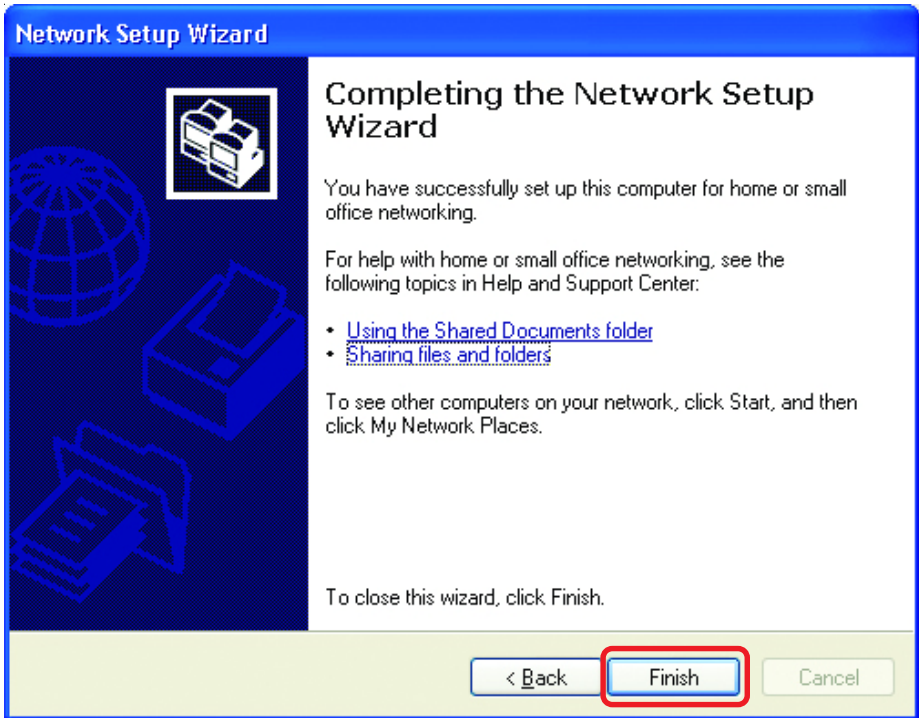 Network Setup Wizard
Completing the Network Setup
Wizard
You have successfully set up this computer for home or small
office networking.
For help with home or small office networking, see the
following topics in Help and Support Center:
• Using the Shared Documents folder
• Sharing files and folders
To see other computers on your network, click Start, and then
click My Network Places.
To close this wizard, click Finish.
< Back
Finish
Cancel